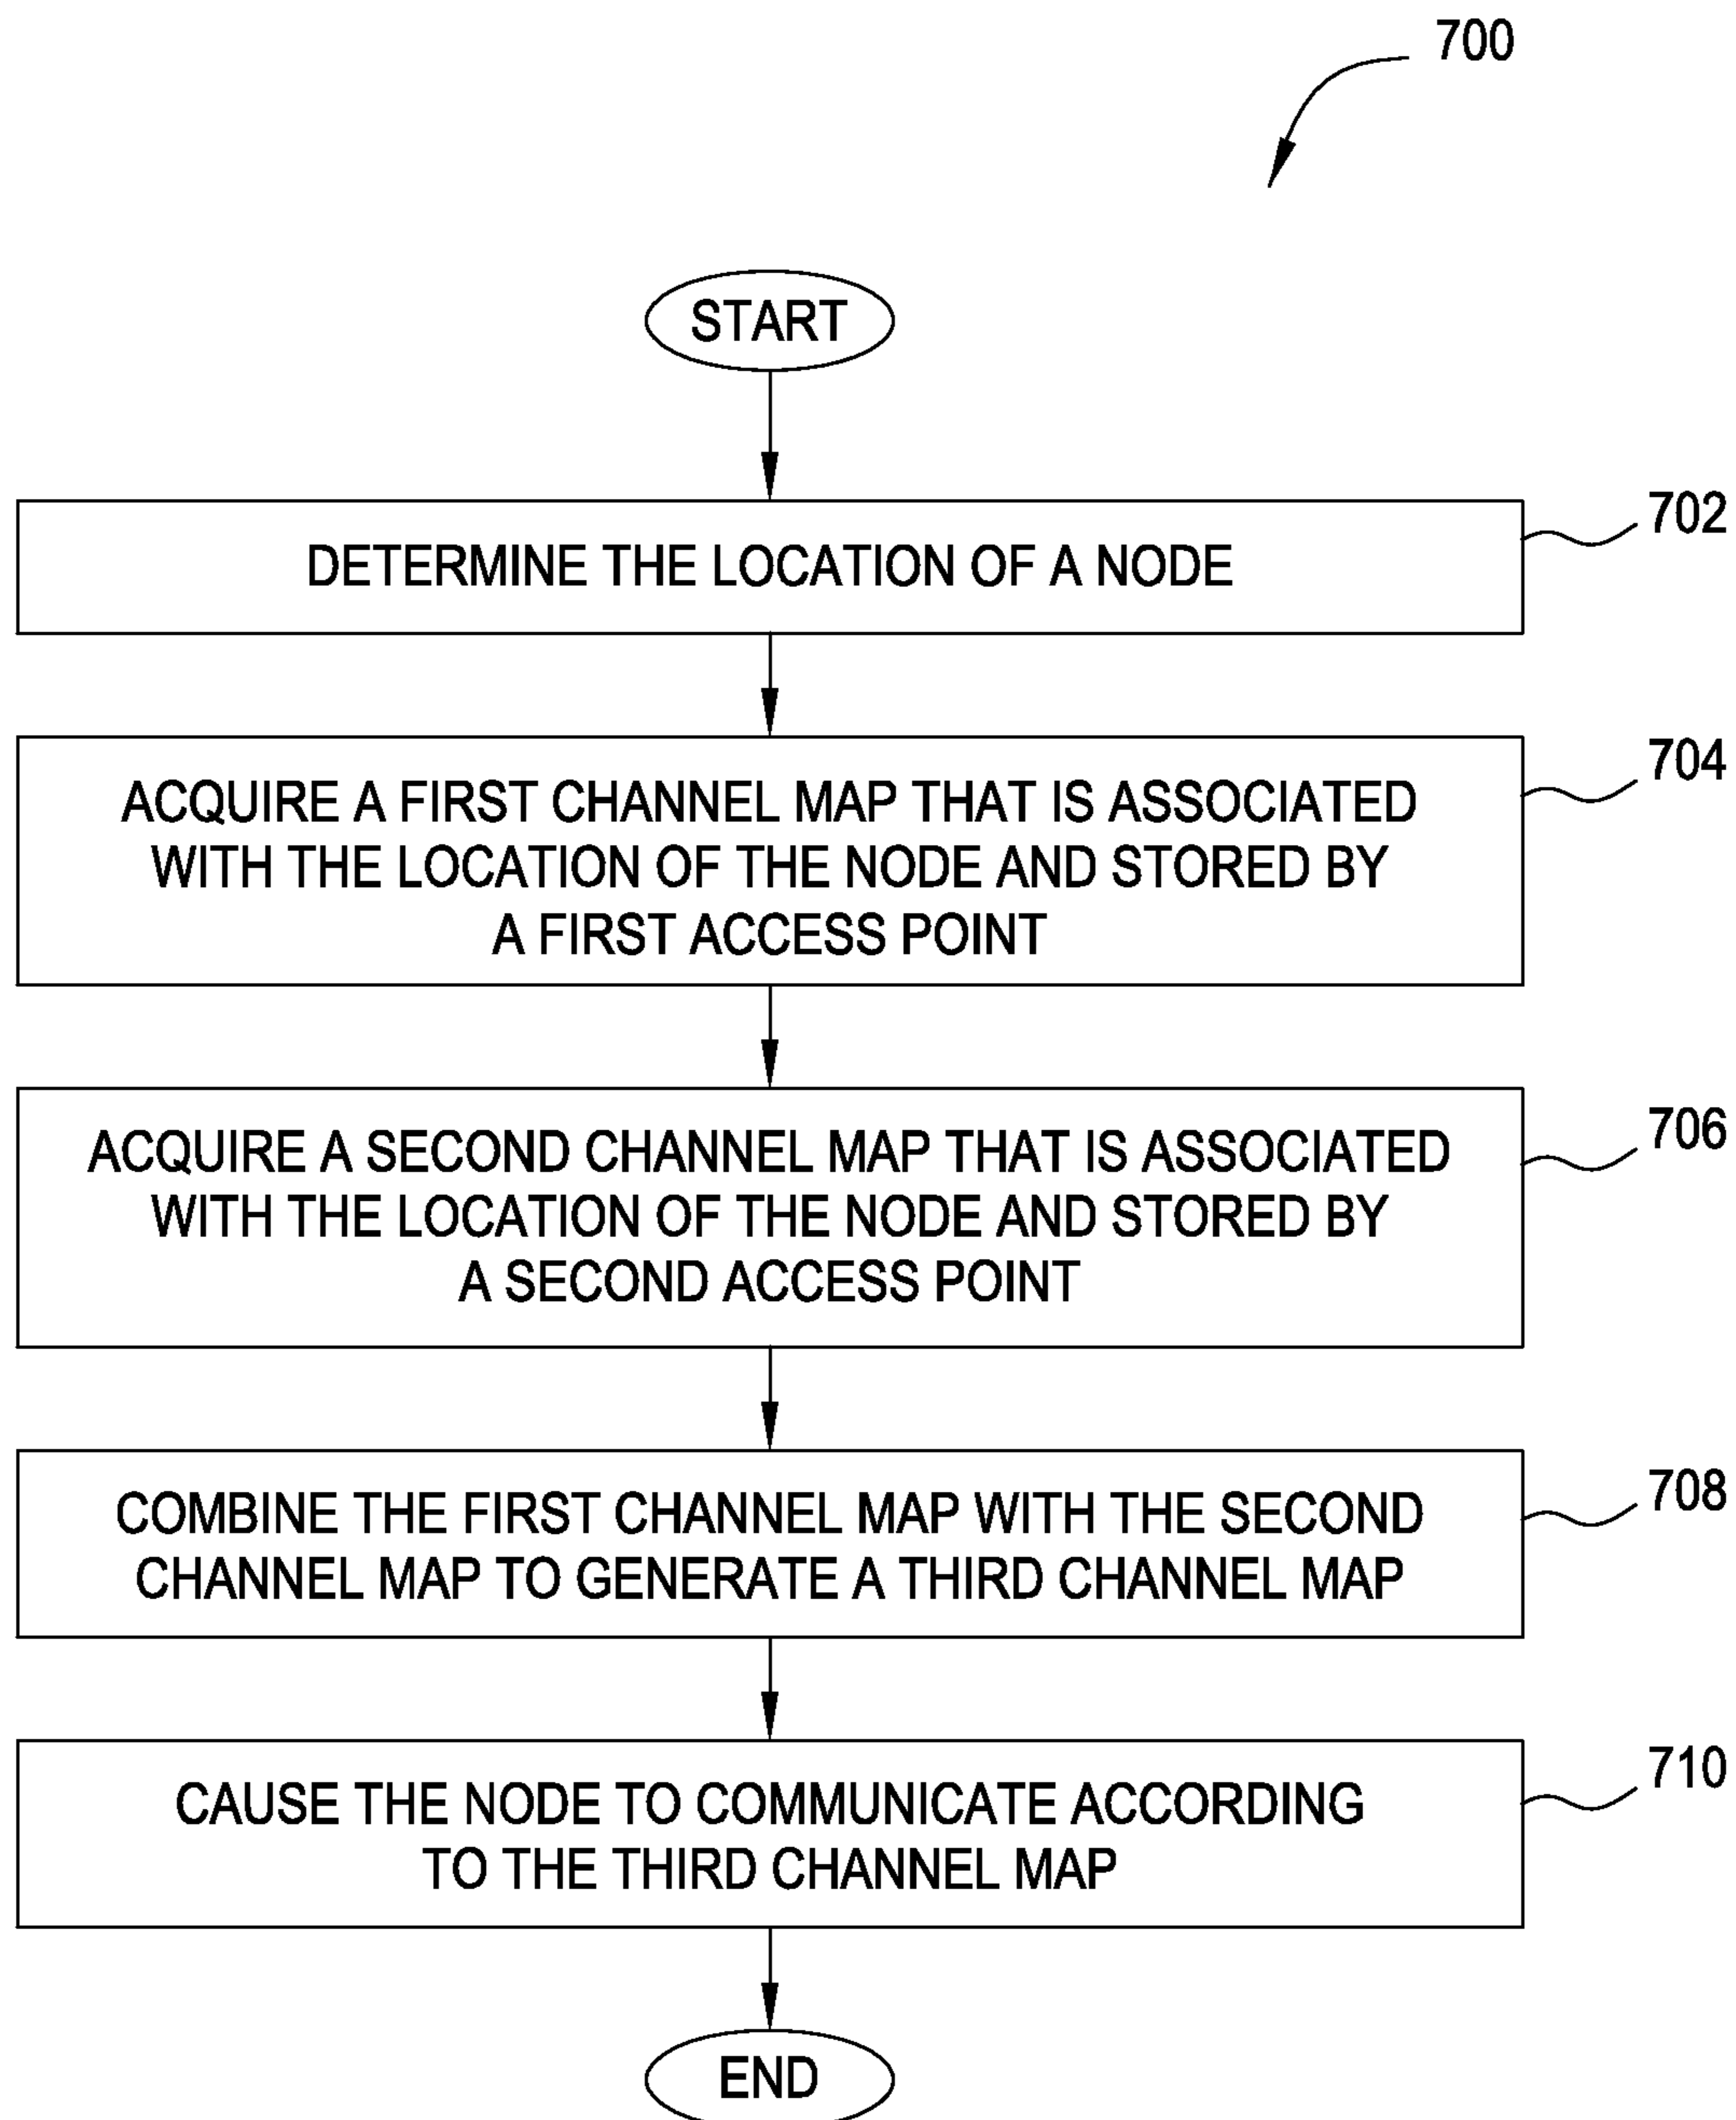 700
START
702
DETERMINE THE LOCATION OF A NODE
704
ACQUIRE A FIRST CHANNEL MAP THAT IS ASSOCIATED
WITH THE LOCATION OF THE NODE AND STORED BY
A FIRST ACCESS POINT
706
ACQUIRE A SECOND CHANNEL MAP THAT IS ASSOCIATED
WITH THE LOCATION OF THE NODE AND STORED BY
A SECOND ACCESS POINT
708
COMBINE THE FIRST CHANNEL MAP WITH THE SECOND
CHANNEL MAP TO GENERATE A THIRD CHANNEL MAP
710
CAUSE THE NODE TO COMMUNICATE ACCORDING
TO THE THIRD CHANNEL MAP
END